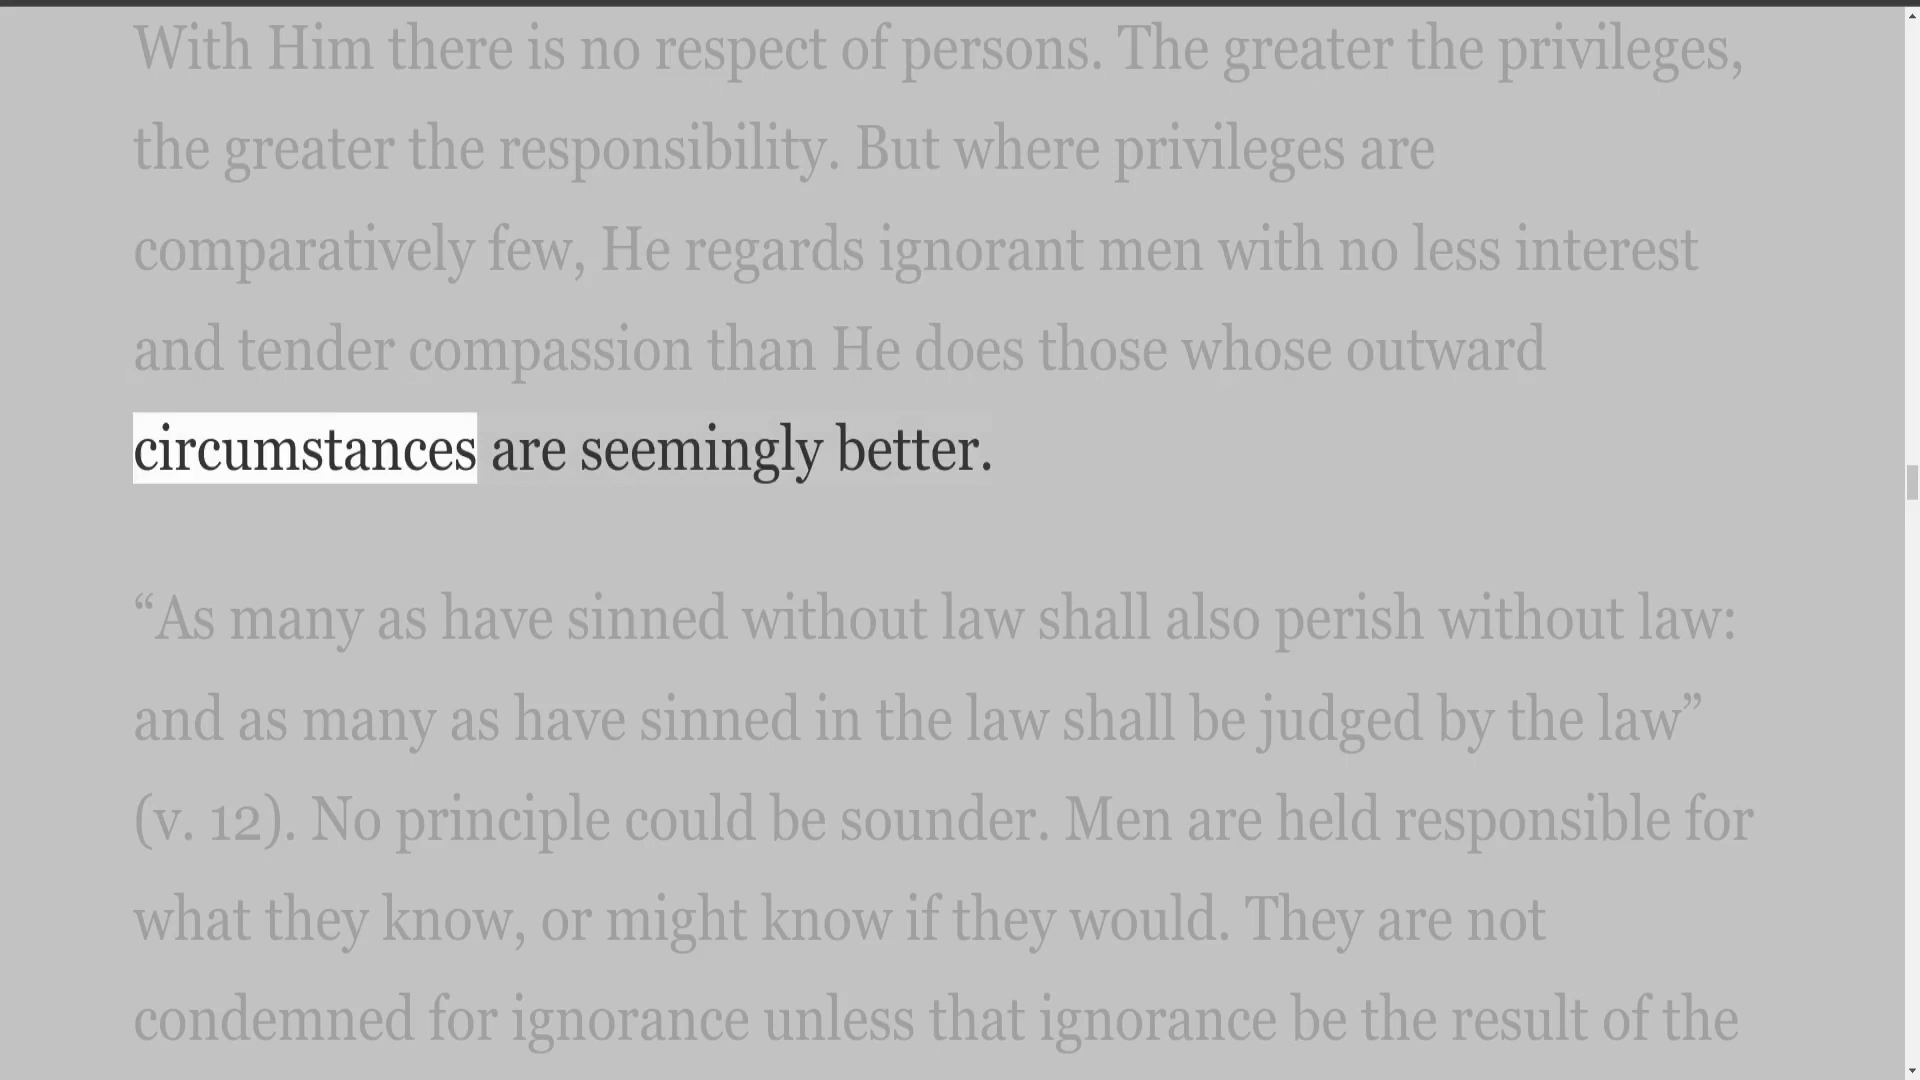 With Him there is no respect of persons. The greater the privileges,
the greater the responsibility. But where privileges are
comparatively few, He regards ignorant men with no less interest
and tender compassion than He does those whose outward
circumstances are seemingly better.
“As many as have sinned without law shall also perish without law:
and as many as have sinned in the law shall be judged by the law”
(v. 12). No principle could be sounder. Men are held responsible for
what they know, or might know if they would. They are not
condemned for ignorance unless that ignorance be the result of the